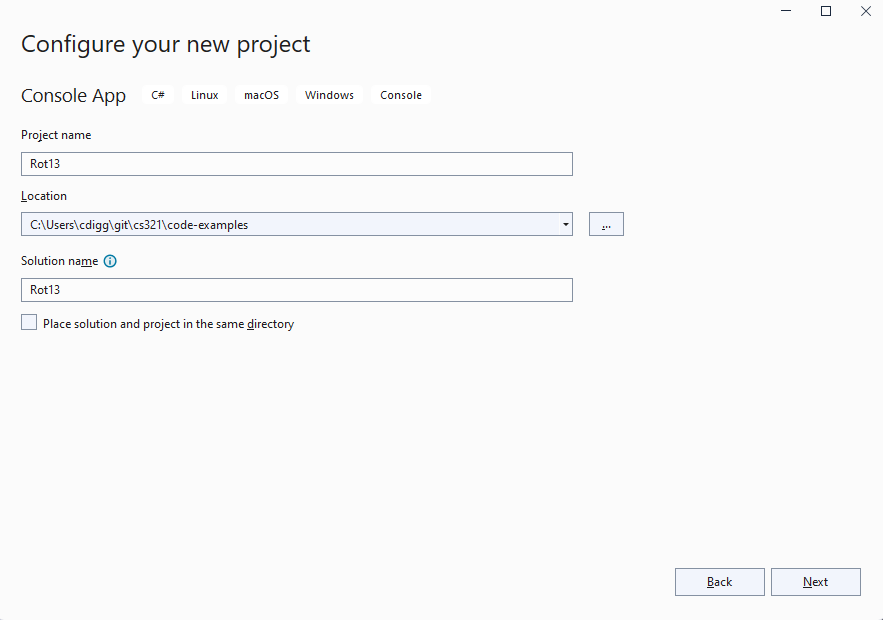 Configure your new project
Console App C# Linux macOS Windows Console
Project name
Rot13
Location
C:\Users\cdigg\git\cs321\code-examples ...
Solution name
Rot13
Place solution and project in the same directory
Back Next